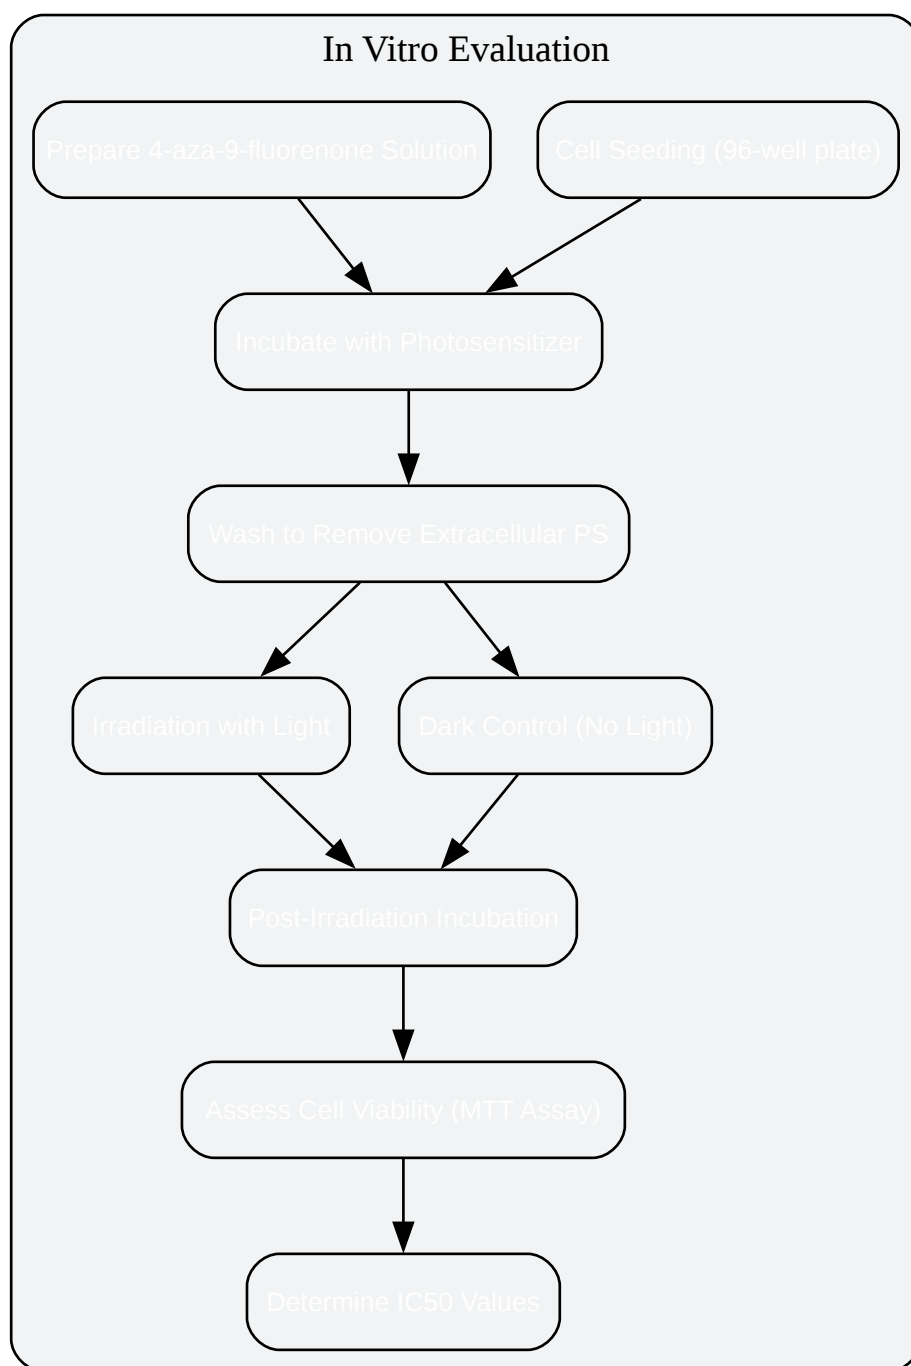 In Vitro Evaluation
Prepare 4-aza-9-fluorenone Solution
Cell Seeding (96-well plate)
Incubate with Photosensitizer
Wash to Remove Extracellular PS
Irradiation with Light
Dark Control (No Light)
Post-Irradiation Incubation
Assess Cell Viability (MTT Assay)
Determine IC50 Values